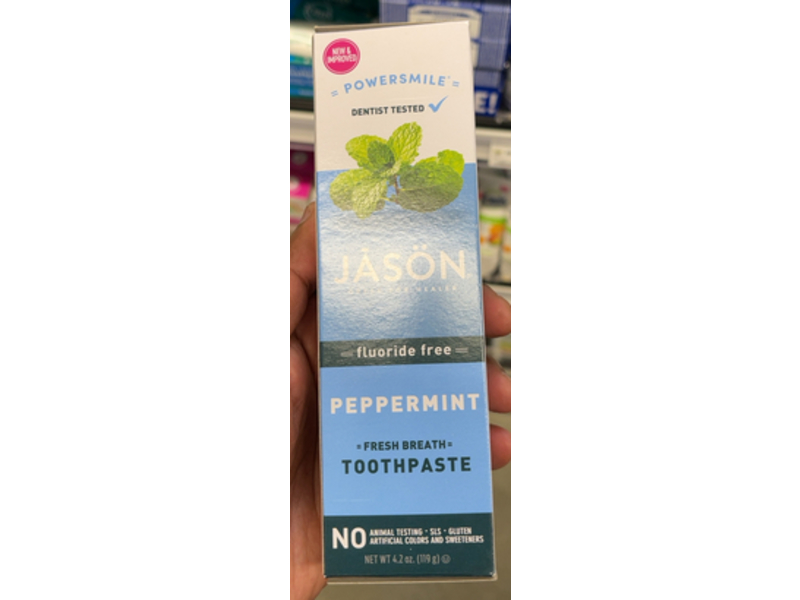 NEW &
IMPROVED!
= POWERSMILE® =
DENTIST TESTED
JĀSÖN
HEALER
= fluoride free =
PEPPERMINT
= FRESH BREATH =
TOOTHPASTE
NO ANIMAL TESTING • SLS • GLUTEN
ARTIFICIAL COLORS AND SWEETENERS
NET WT 4.2 oz. (119 g)
E!